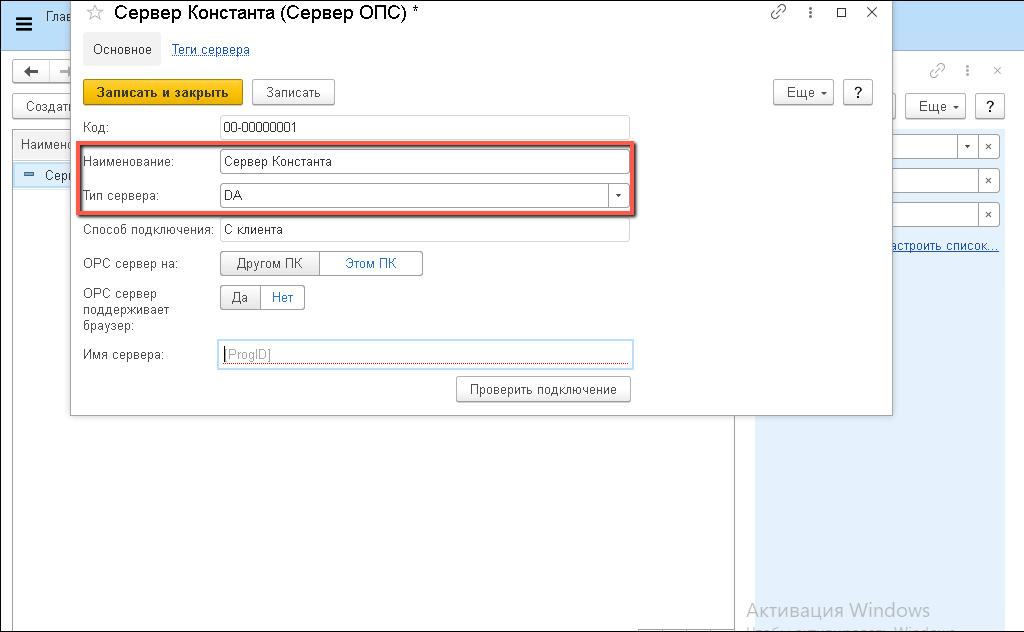 Глав
Сервер Константа (Сервер ОПС) *
Основное Теги сервера
Записать и закрыть Записать Еще ?
Создать Еще ?
Код: 00-00000001
Наимено
Наименование: Сервер Константа
Серв
Тип сервера: DA
Способ подключения: С клиента
астроить список...
OPC сервер на: Другом ПК Этом ПК
OPC сервер
поддерживает
браузер:
Да Нет
Имя сервера: [ProgID]
Проверить подключение
Активация Windows